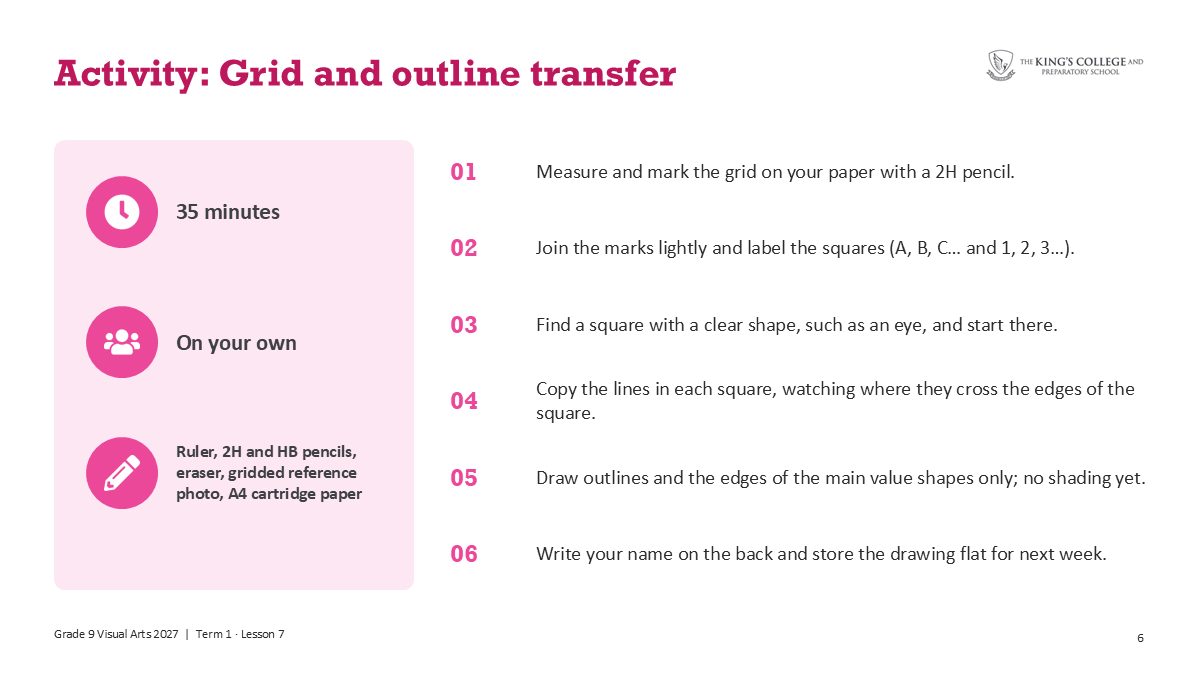 Activity: Grid and outline transfer
THE KING'S COLLEGE AND
PREPARATORY SCHOOL
35 minutes
On your own
Ruler, 2H and HB pencils,
eraser, gridded reference
photo, A4 cartridge paper
01
Measure and mark the grid on your paper with a 2H pencil.
02
Join the marks lightly and label the squares (A, B, C… and 1, 2, 3…).
03
Find a square with a clear shape, such as an eye, and start there.
04
Copy the lines in each square, watching where they cross the edges of the
square.
05
Draw outlines and the edges of the main value shapes only; no shading yet.
06
Write your name on the back and store the drawing flat for next week.
Grade 9 Visual Arts 2027 | Term 1 · Lesson 7
6